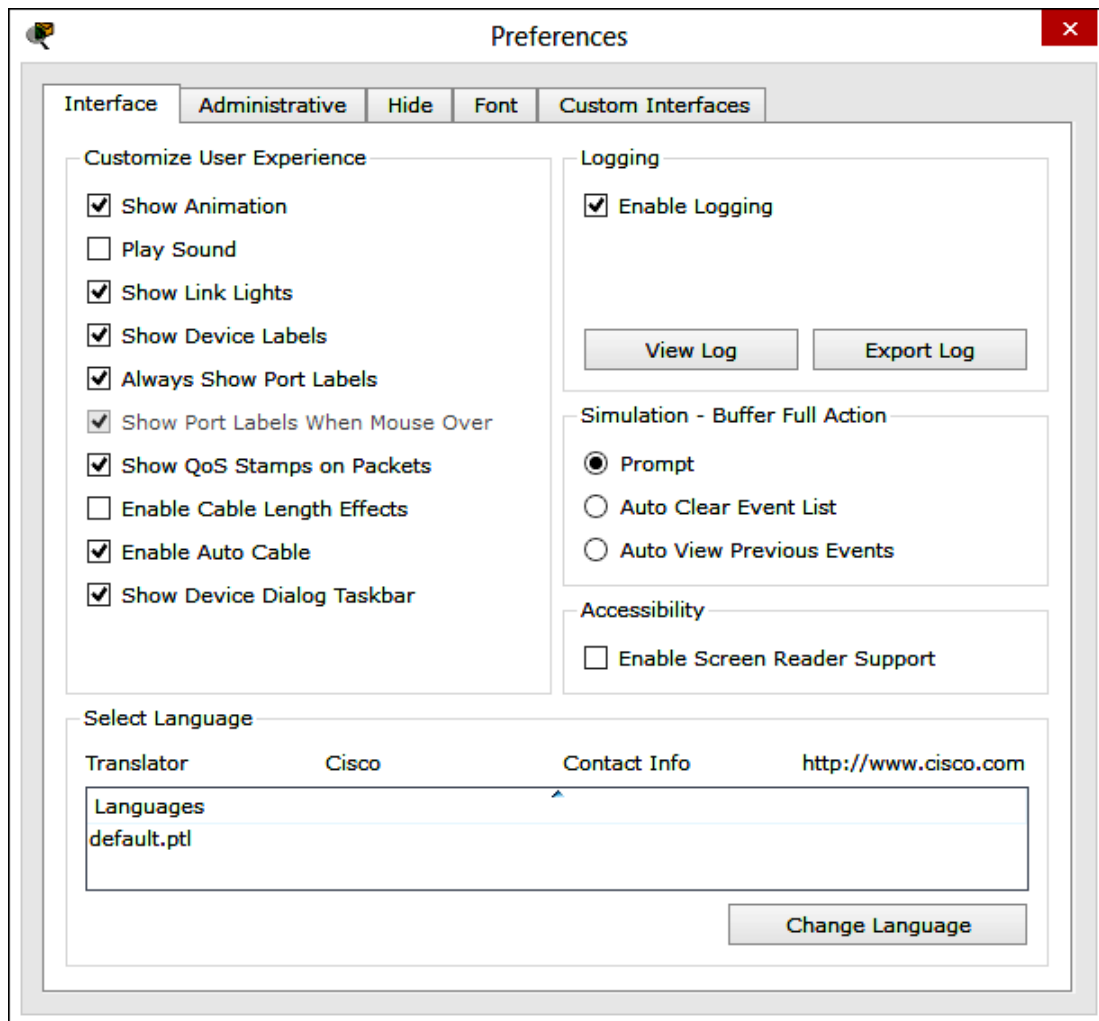 Preferences
Interface Administrative Hide Font Custom Interfaces
Customize User Experience
Show Animation
Play Sound
Show Link Lights
Show Device Labels
Always Show Port Labels
Show Port Labels When Mouse Over
Show QoS Stamps on Packets
Enable Cable Length Effects
Enable Auto Cable
Show Device Dialog Taskbar
Logging
Enable Logging
View Log Export Log
Simulation - Buffer Full Action
Prompt
Auto Clear Event List
Auto View Previous Events
Accessibility
Enable Screen Reader Support
Select Language
Translator Cisco Contact Info http://www.cisco.com
Languages
default.ptl
Change Language